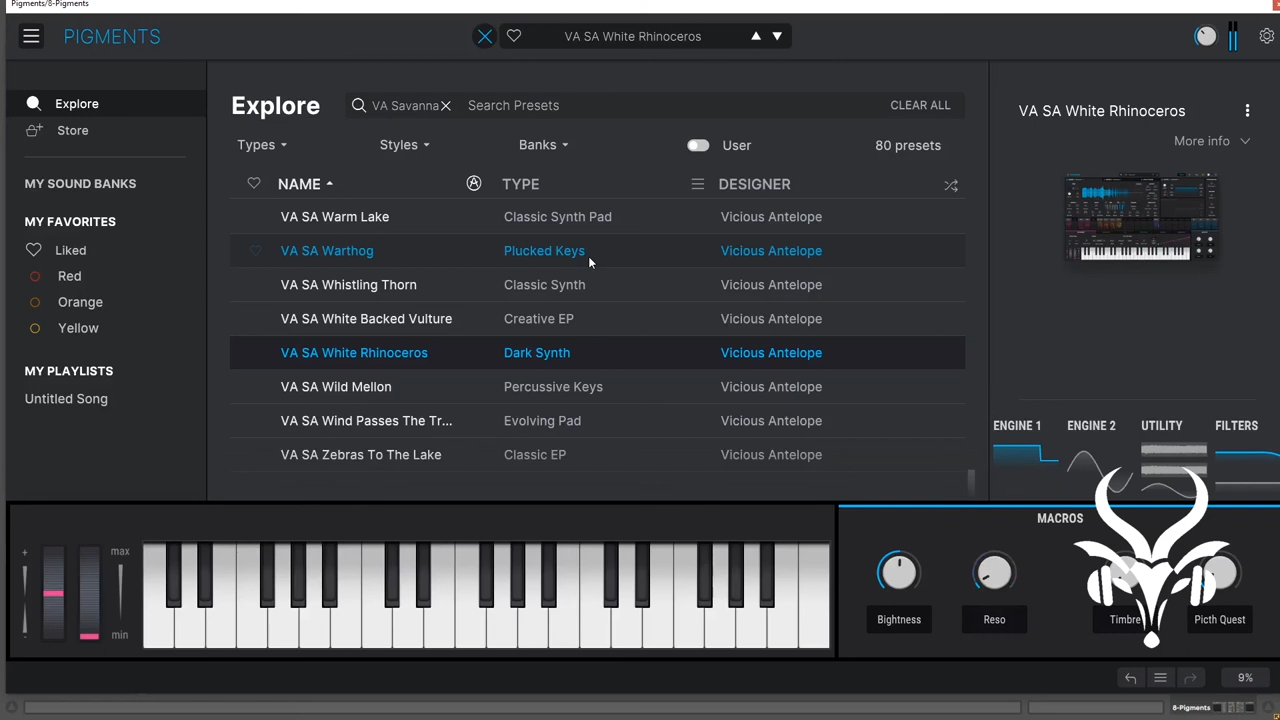 Pigments/8-Pigments
PIGMENTS
VA SA White Rhinoceros
Explore
Store
MY SOUND BANKS
MY FAVORITES
Liked
Red
Orange
Yellow
MY PLAYLISTS
Untitled Song
Explore
VA Savanna
Search Presets
CLEAR ALL
Types
Styles
Banks
User
80 presets
NAME
TYPE
DESIGNER
VA SA Warm Lake Classic Synth Pad Vicious Antelope
VA SA Warthog Plucked Keys Vicious Antelope
VA SA Whistling Thorn Classic Synth Vicious Antelope
VA SA White Backed Vulture Creative EP Vicious Antelope
VA SA White Rhinoceros Dark Synth Vicious Antelope
VA SA Wild Mellon Percussive Keys Vicious Antelope
VA SA Wind Passes The Tr... Evolving Pad Vicious Antelope
VA SA Zebras To The Lake Classic EP Vicious Antelope
VA SA White Rhinoceros
More info
ENGINE 1 ENGINE 2 UTILITY FILTERS
+
-
max
min
MACROS
Bightness
Reso
Timbre
Picth Quest
9%
8-Pigments